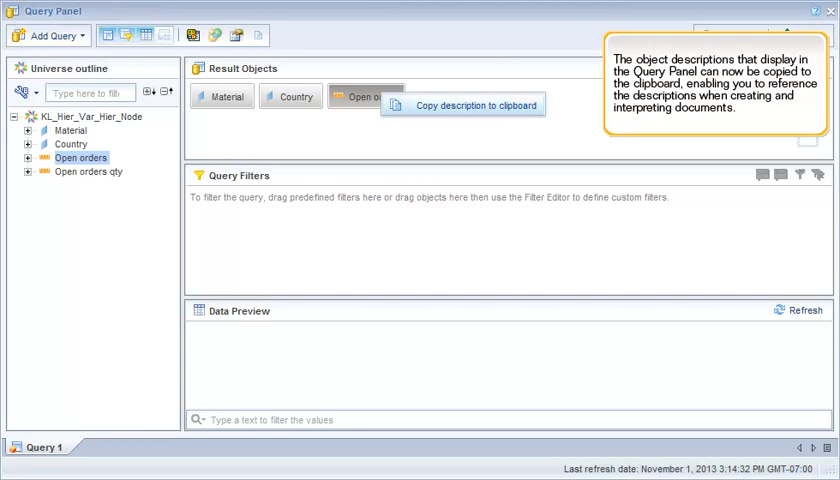 Query Panel
Add Query
Universe outline
Type here to filt
KL_Hier_Var_Hier_Node
Material
Country
Open orders
Open orders qty
Result Objects
Material
Country
Open or
Copy description to clipboard
The object descriptions that display in
the Query Panel can now be copied to
the clipboard, enabling you to reference
the descriptions when creating and
interpreting documents.
Query Filters
To filter the query, drag predefined filters here or drag objects here then use the Filter Editor to define custom filters.
Data Preview
Refresh
Type a text to filter the values
Query 1
Last refresh date: November 1, 2013 3:14:32 PM GMT-07:00